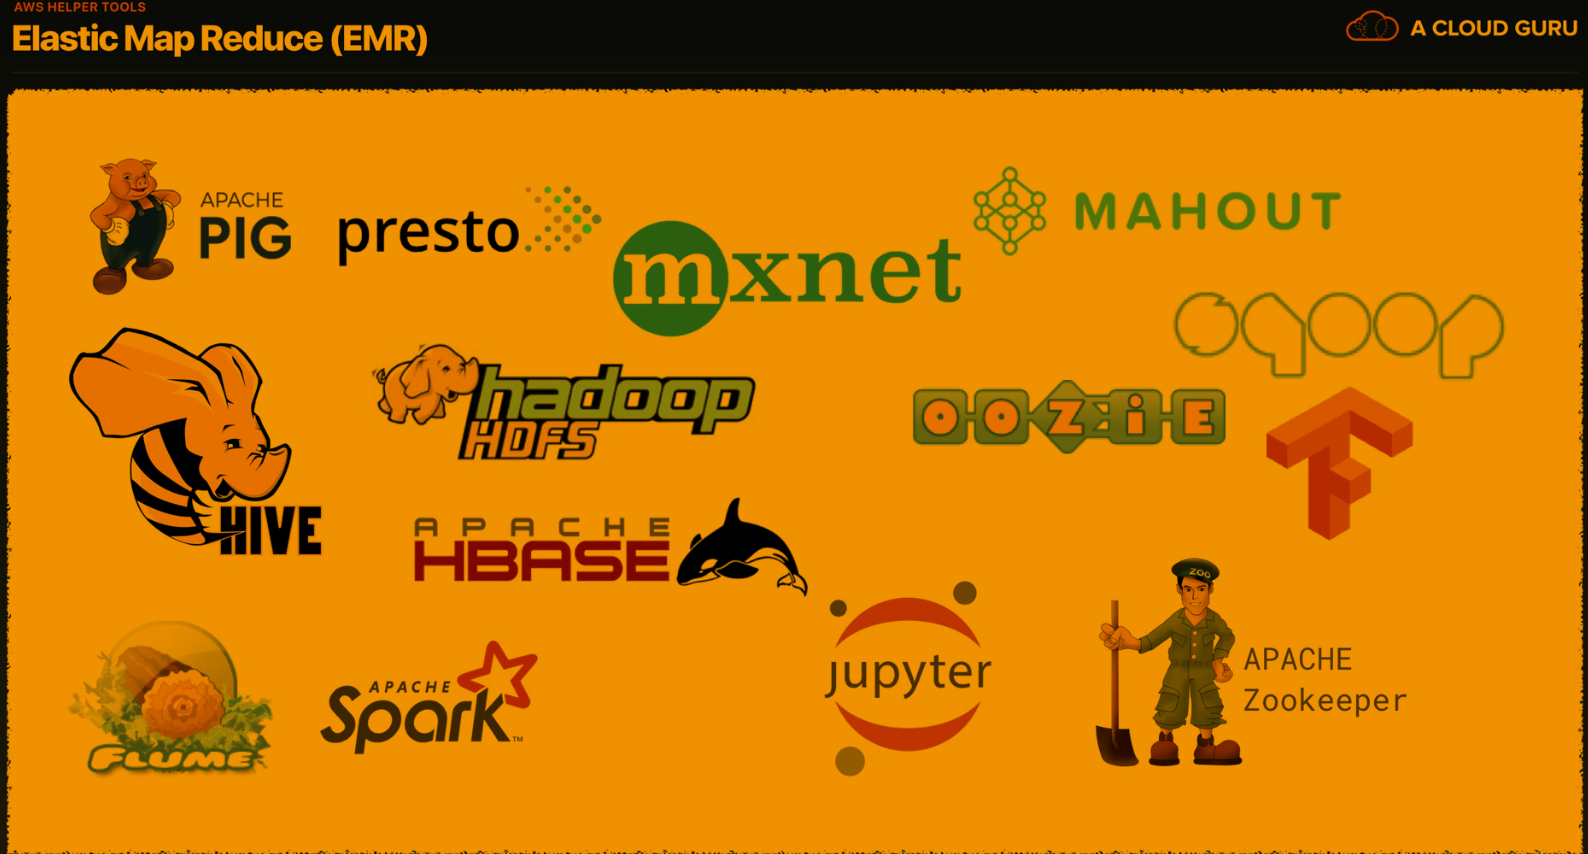 AWS HELPER TOOLS
Elastic Map Reduce (EMR)
A CLOUD GURU
APACHE
PIG
presto
mxnet
MAHOUT
sqoop
HIVE
hadoop
HDFS
OOZIE
APACHE
HBASE
FLUME
APACHE
Spark™
jupyter
ZOO
APACHE
Zookeeper